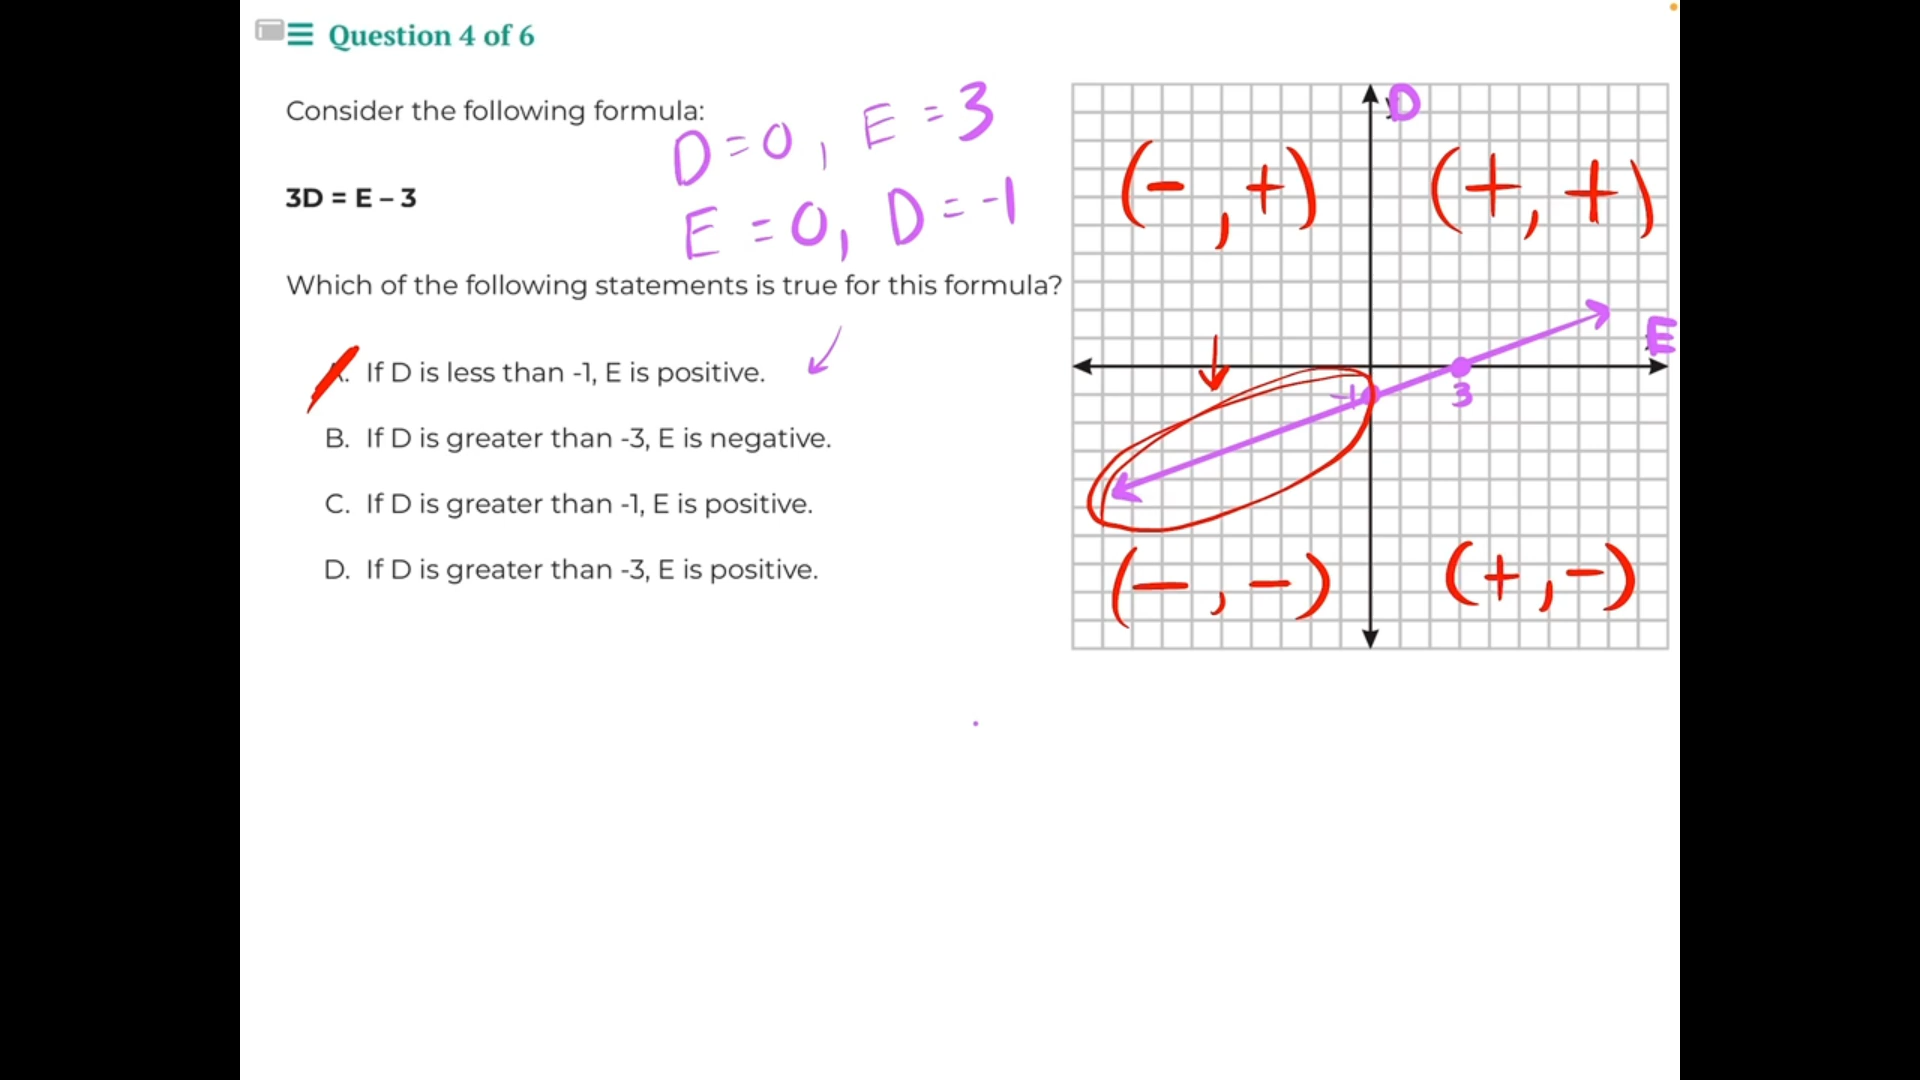 Question 4 of 6
Consider the following formula:
D = 0, E = 3
3D = E – 3
E = 0, D = -1
Which of the following statements is true for this formula?
If D is less than -1, E is positive.
B. If D is greater than -3, E is negative.
C. If D is greater than -1, E is positive.
D. If D is greater than -3, E is positive.
D
(-, +) (+, +)
E
-1 3
(-, -) (+, -)